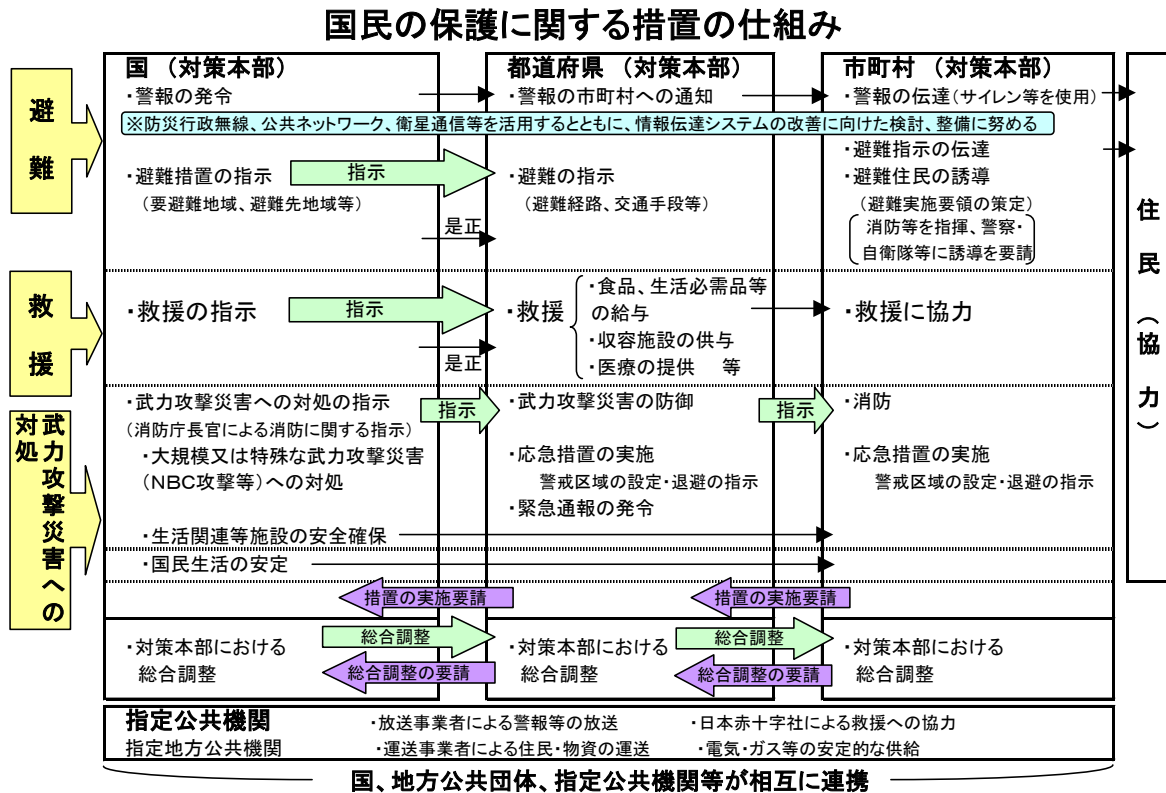 国民の保護に関する措置の仕組み
避難
国 (対策本部)
・警報の発令
都道府県 (対策本部)
・警報の市町村への通知
市町村 (対策本部)
・警報の伝達(サイレン等を使用)
※防災行政無線、公共ネットワーク、衛星通信等を活用するとともに、情報伝達システムの改善に向けた検討、整備に努める
・避難措置の指示
(要避難地域、避難先地域等)
指示
是正
・避難の指示
(避難経路、交通手段等)
・避難指示の伝達
・避難住民の誘導
(避難実施要領の策定)
消防等を指揮、警察・
自衛隊等に誘導を要請
住民(協力)
救援
・救援の指示
指示
是正
・救援
・食品、生活必需品等
の給与
・収容施設の供与
・医療の提供 等
・救援に協力
武力攻撃災害への
対処
・武力攻撃災害への対処の指示
(消防庁長官による消防に関する指示)
・大規模又は特殊な武力攻撃災害
(NBC攻撃等)への対処
・生活関連等施設の安全確保
・国民生活の安定
指示
・武力攻撃災害の防御
・応急措置の実施
警戒区域の設定・退避の指示
・緊急通報の発令
指示
・消防
・応急措置の実施
警戒区域の設定・退避の指示
措置の実施要請
措置の実施要請
・対策本部における
総合調整
総合調整
総合調整の要請
・対策本部における
総合調整
総合調整
総合調整の要請
・対策本部における
総合調整
指定公共機関
指定地方公共機関
・放送事業者による警報等の放送
・運送事業者による住民・物資の運送
・日本赤十字社による救援への協力
・電気・ガス等の安定的な供給
国、地方公共団体、指定公共機関等が相互に連携